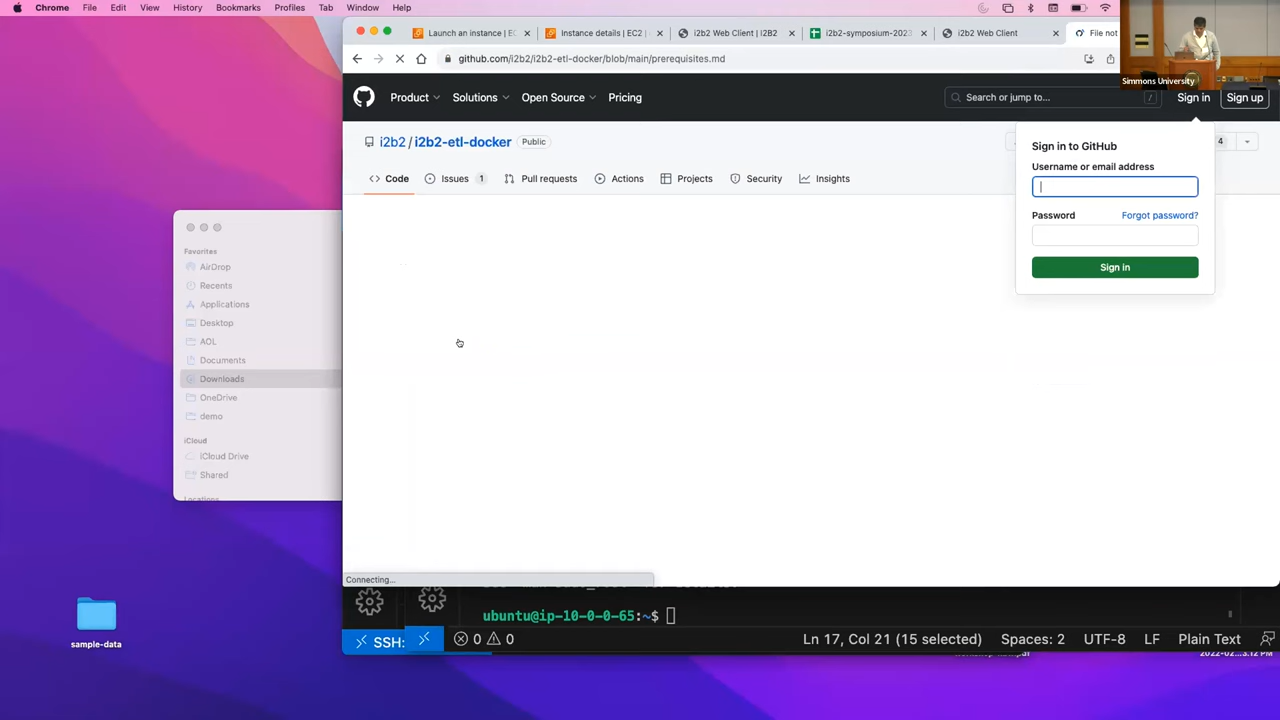 Chrome File Edit View History Bookmarks Profiles Tab Window Help
Launch an instance | EC Instance details | EC2 | i2b2 Web Client | I2B2 i2b2-symposium-2023 i2b2 Web Client File not
github.com/i2b2/i2b2-etl-docker/blob/main/prerequisites.md
Simmons University
Product Solutions Open Source Pricing Search or jump to... / Sign in Sign up
i2b2 / i2b2-etl-docker Public 4
Code Issues 1 Pull requests Actions Projects Security Insights
Sign in to GitHub
Username or email address
Password Forgot password?
Sign in
Favorites
AirDrop
Recents
Applications
Desktop
AOL
Documents
Downloads
OneDrive
demo
iCloud
iCloud Drive
Shared
Locations
Connecting...
ubuntu@ip-10-0-0-65:~$
SSH: 0 0 Ln 17, Col 21 (15 selected) Spaces: 2 UTF-8 LF Plain Text
sample-data